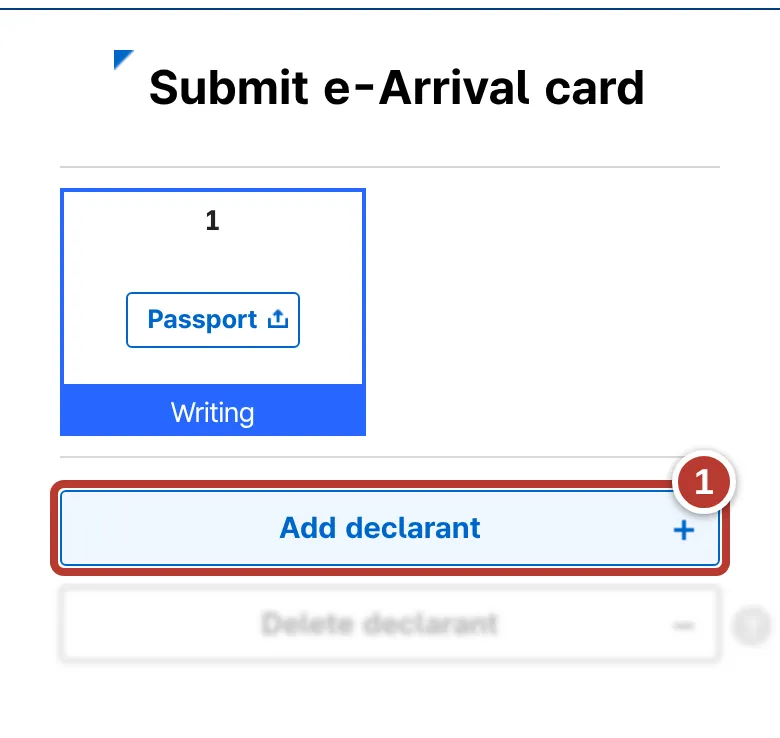 Submit e-Arrival card
1
Passport
Writing
1
Add declarant +
Delete declarant −